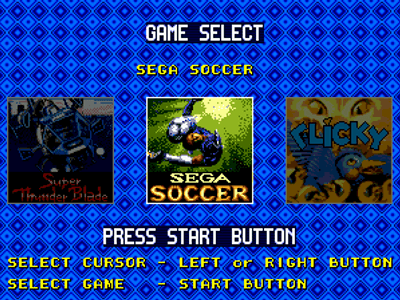 GAME SELECT
SEGA SOCCER
Super
Thunder Blade
SEGA
SOCCER
FLICKY
PRESS START BUTTON
SELECT CURSOR - LEFT or RIGHT BUTTON
SELECT GAME - START BUTTON